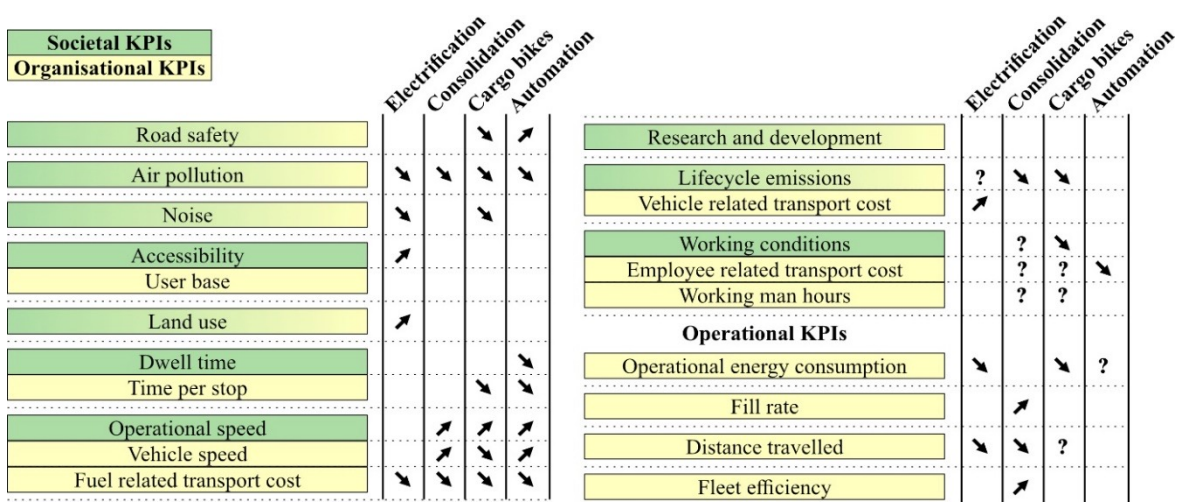 Societal KPIs
Organisational KPIs
Electrification
Consolidation
Cargo bikes
Automation
Road safety
Air pollution
Noise
Accessibility
User base
Land use
Dwell time
Time per stop
Operational speed
Vehicle speed
Fuel related transport cost
Electrification
Consolidation
Cargo bikes
Automation
Research and development
Lifecycle emissions ?
Vehicle related transport cost
Working conditions ?
Employee related transport cost ? ?
Working man hours ? ?
Operational KPIs
Operational energy consumption ?
Fill rate
Distance travelled ?
Fleet efficiency